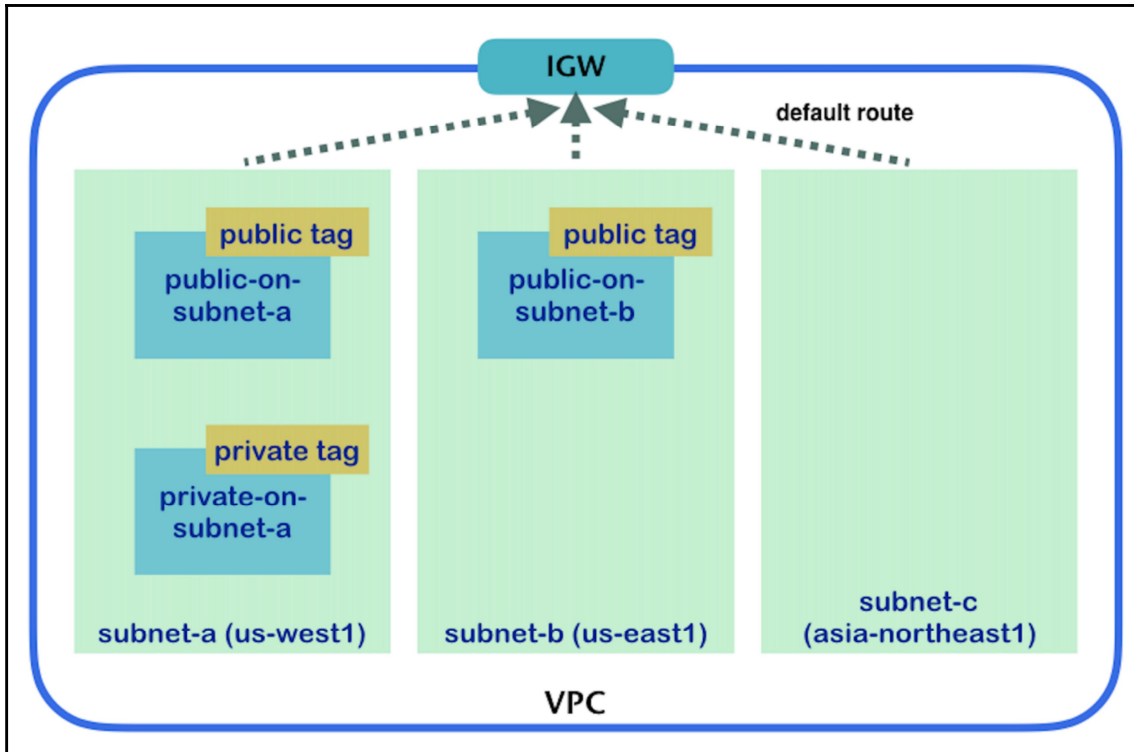 IGW
default route
public tag
public-on-
subnet-a
private tag
private-on-
subnet-a
subnet-a (us-west1)
public tag
public-on-
subnet-b
subnet-b (us-east1)
subnet-c
(asia-northeast1)
VPC